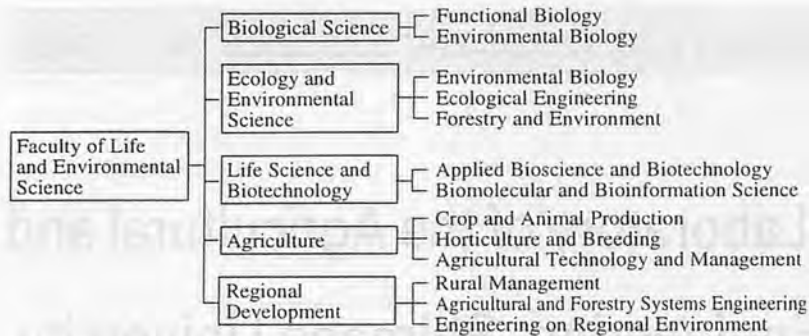 Faculty of Life
and Environmental
Science
Biological Science
Functional Biology
Environmental Biology
Ecology and
Environmental
Science
Environmental Biology
Ecological Engineering
Forestry and Environment
Life Science and
Biotechnology
Applied Bioscience and Biotechnology
Biomolecular and Bioinformation Science
Agriculture
Crop and Animal Production
Horticulture and Breeding
Agricultural Technology and Management
Regional
Development
Rural Management
Agricultural and Forestry Systems Engineering
Engineering on Regional Environment